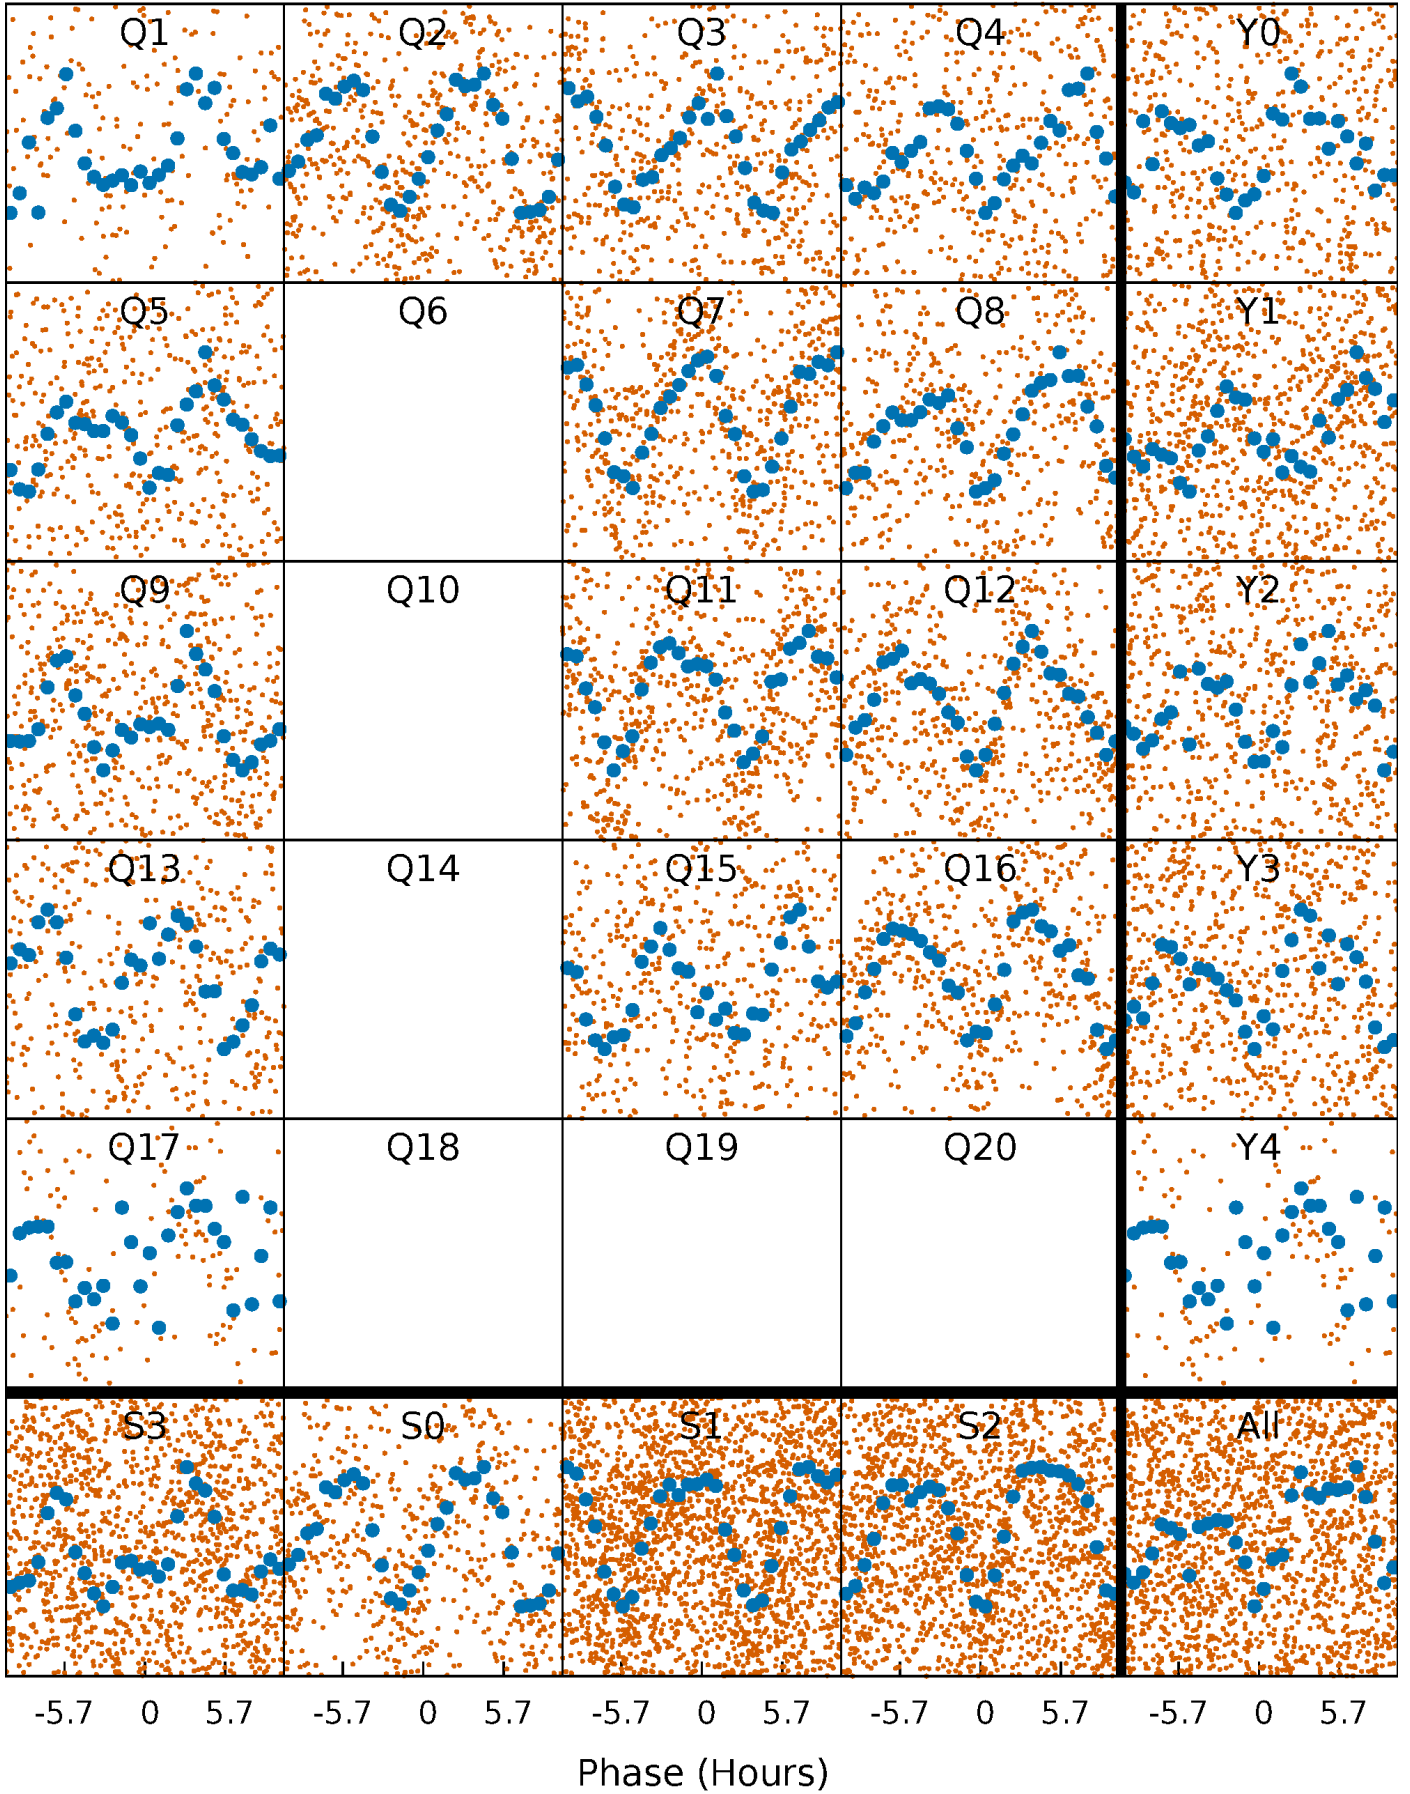 Q1 Q2 Q3 Q4 Y0
Q5 Q6 Q7 Q8 Y1
Q9 Q10 Q11 Q12 Y2
Q13 Q14 Q15 Q16 Y3
Q17 Q18 Q19 Q20 Y4
S3 S0 S1 S2 All
-5.7 0 5.7 -5.7 0 5.7 -5.7 0 5.7 -5.7 0 5.7 -5.7 0 5.7
Phase (Hours)